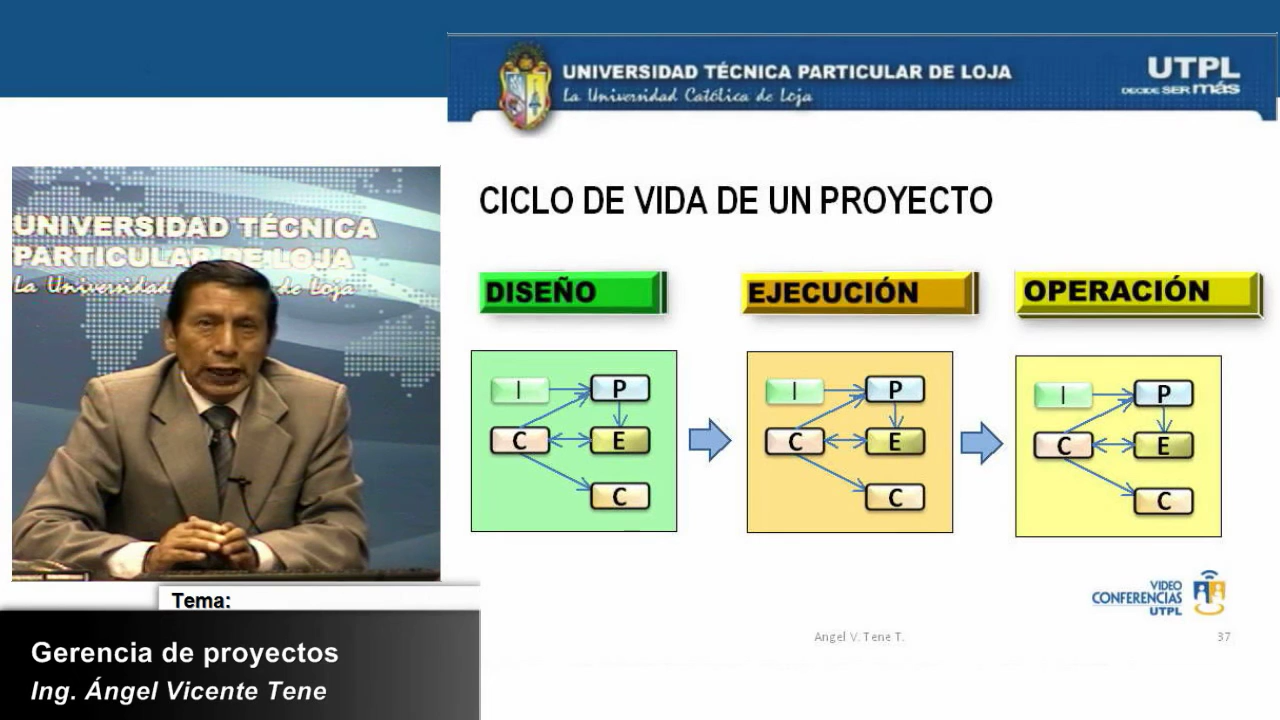 UNIVERSIDAD TÉCNICA PARTICULAR DE LOJA
La Universidad Católica de Loja
UTPL
DECIDE SER más
UNIVERSIDAD TÉCNICA
PARTICULAR DE LOJA
La Universidad de Loja
CICLO DE VIDA DE UN PROYECTO
DISEÑO
EJECUCIÓN
OPERACIÓN
I P
C E
C
I P
C E
C
I P
C E
C
VIDEO
CONFERENCIAS
UTPL
Angel V. Tene T.
37
Tema:
Gerencia de proyectos
Ing. Ángel Vicente Tene